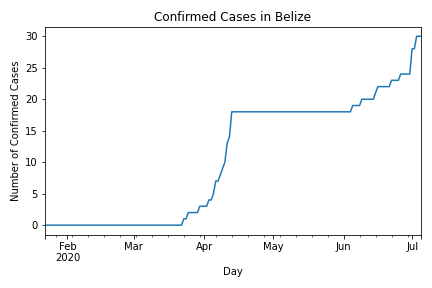 Confirmed Cases in Belize
Number of Confirmed Cases
30
25
20
15
10
5
0
Feb Mar Apr May Jun Jul
2020
Day